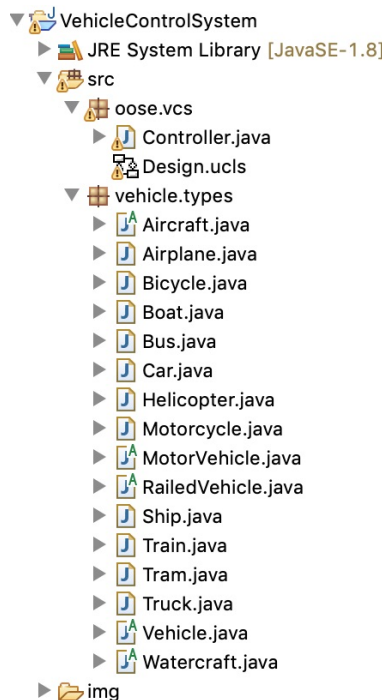 VehicleControlSystem
JRE System Library [JavaSE-1.8]
src
oose.vcs
Controller.java
Design.ucls
vehicle.types
Aircraft.java
Airplane.java
Bicycle.java
Boat.java
Bus.java
Car.java
Helicopter.java
Motorcycle.java
MotorVehicle.java
RailedVehicle.java
Ship.java
Train.java
Tram.java
Truck.java
Vehicle.java
Watercraft.java
img